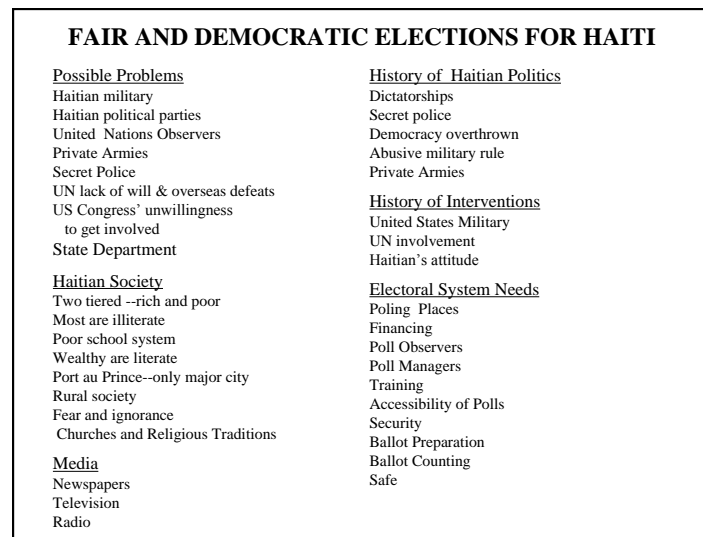 FAIR AND DEMOCRATIC ELECTIONS FOR HAITI
Possible Problems
Haitian military
Haitian political parties
United  Nations Observers
Private Armies
Secret Police
UN lack of will & overseas defeats
US Congress’ unwillingness
to get involved
State Department
Haitian Society
Two tiered --rich and poor
Most are illiterate
Poor school system
Wealthy are literate
Port au Prince--only major city
Rural society
Fear and ignorance
Churches and Religious Traditions
Media
Newspapers
Television
Radio
History of  Haitian Politics
Dictatorships
Secret police
Democracy overthrown
Abusive military rule
Private Armies
History of Interventions
United States Military
UN involvement
Haitian’s attitude
Electoral System Needs
Poling  Places
Financing
Poll Observers
Poll Managers
Training
Accessibility of Polls
Security
Ballot Preparation
Ballot Counting
Safe